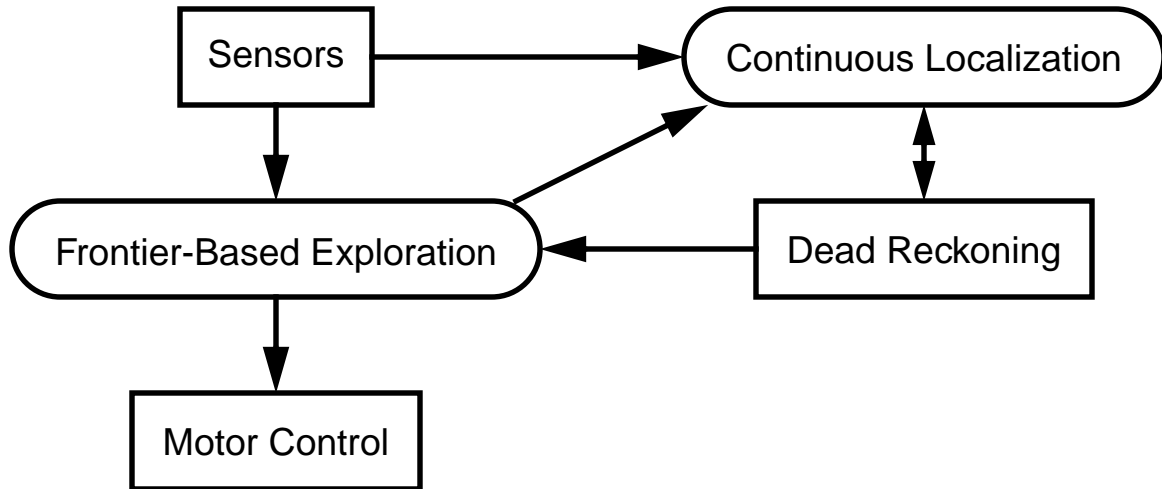 Sensors
Continuous Localization
Frontier-Based Exploration
Dead Reckoning
Motor Control